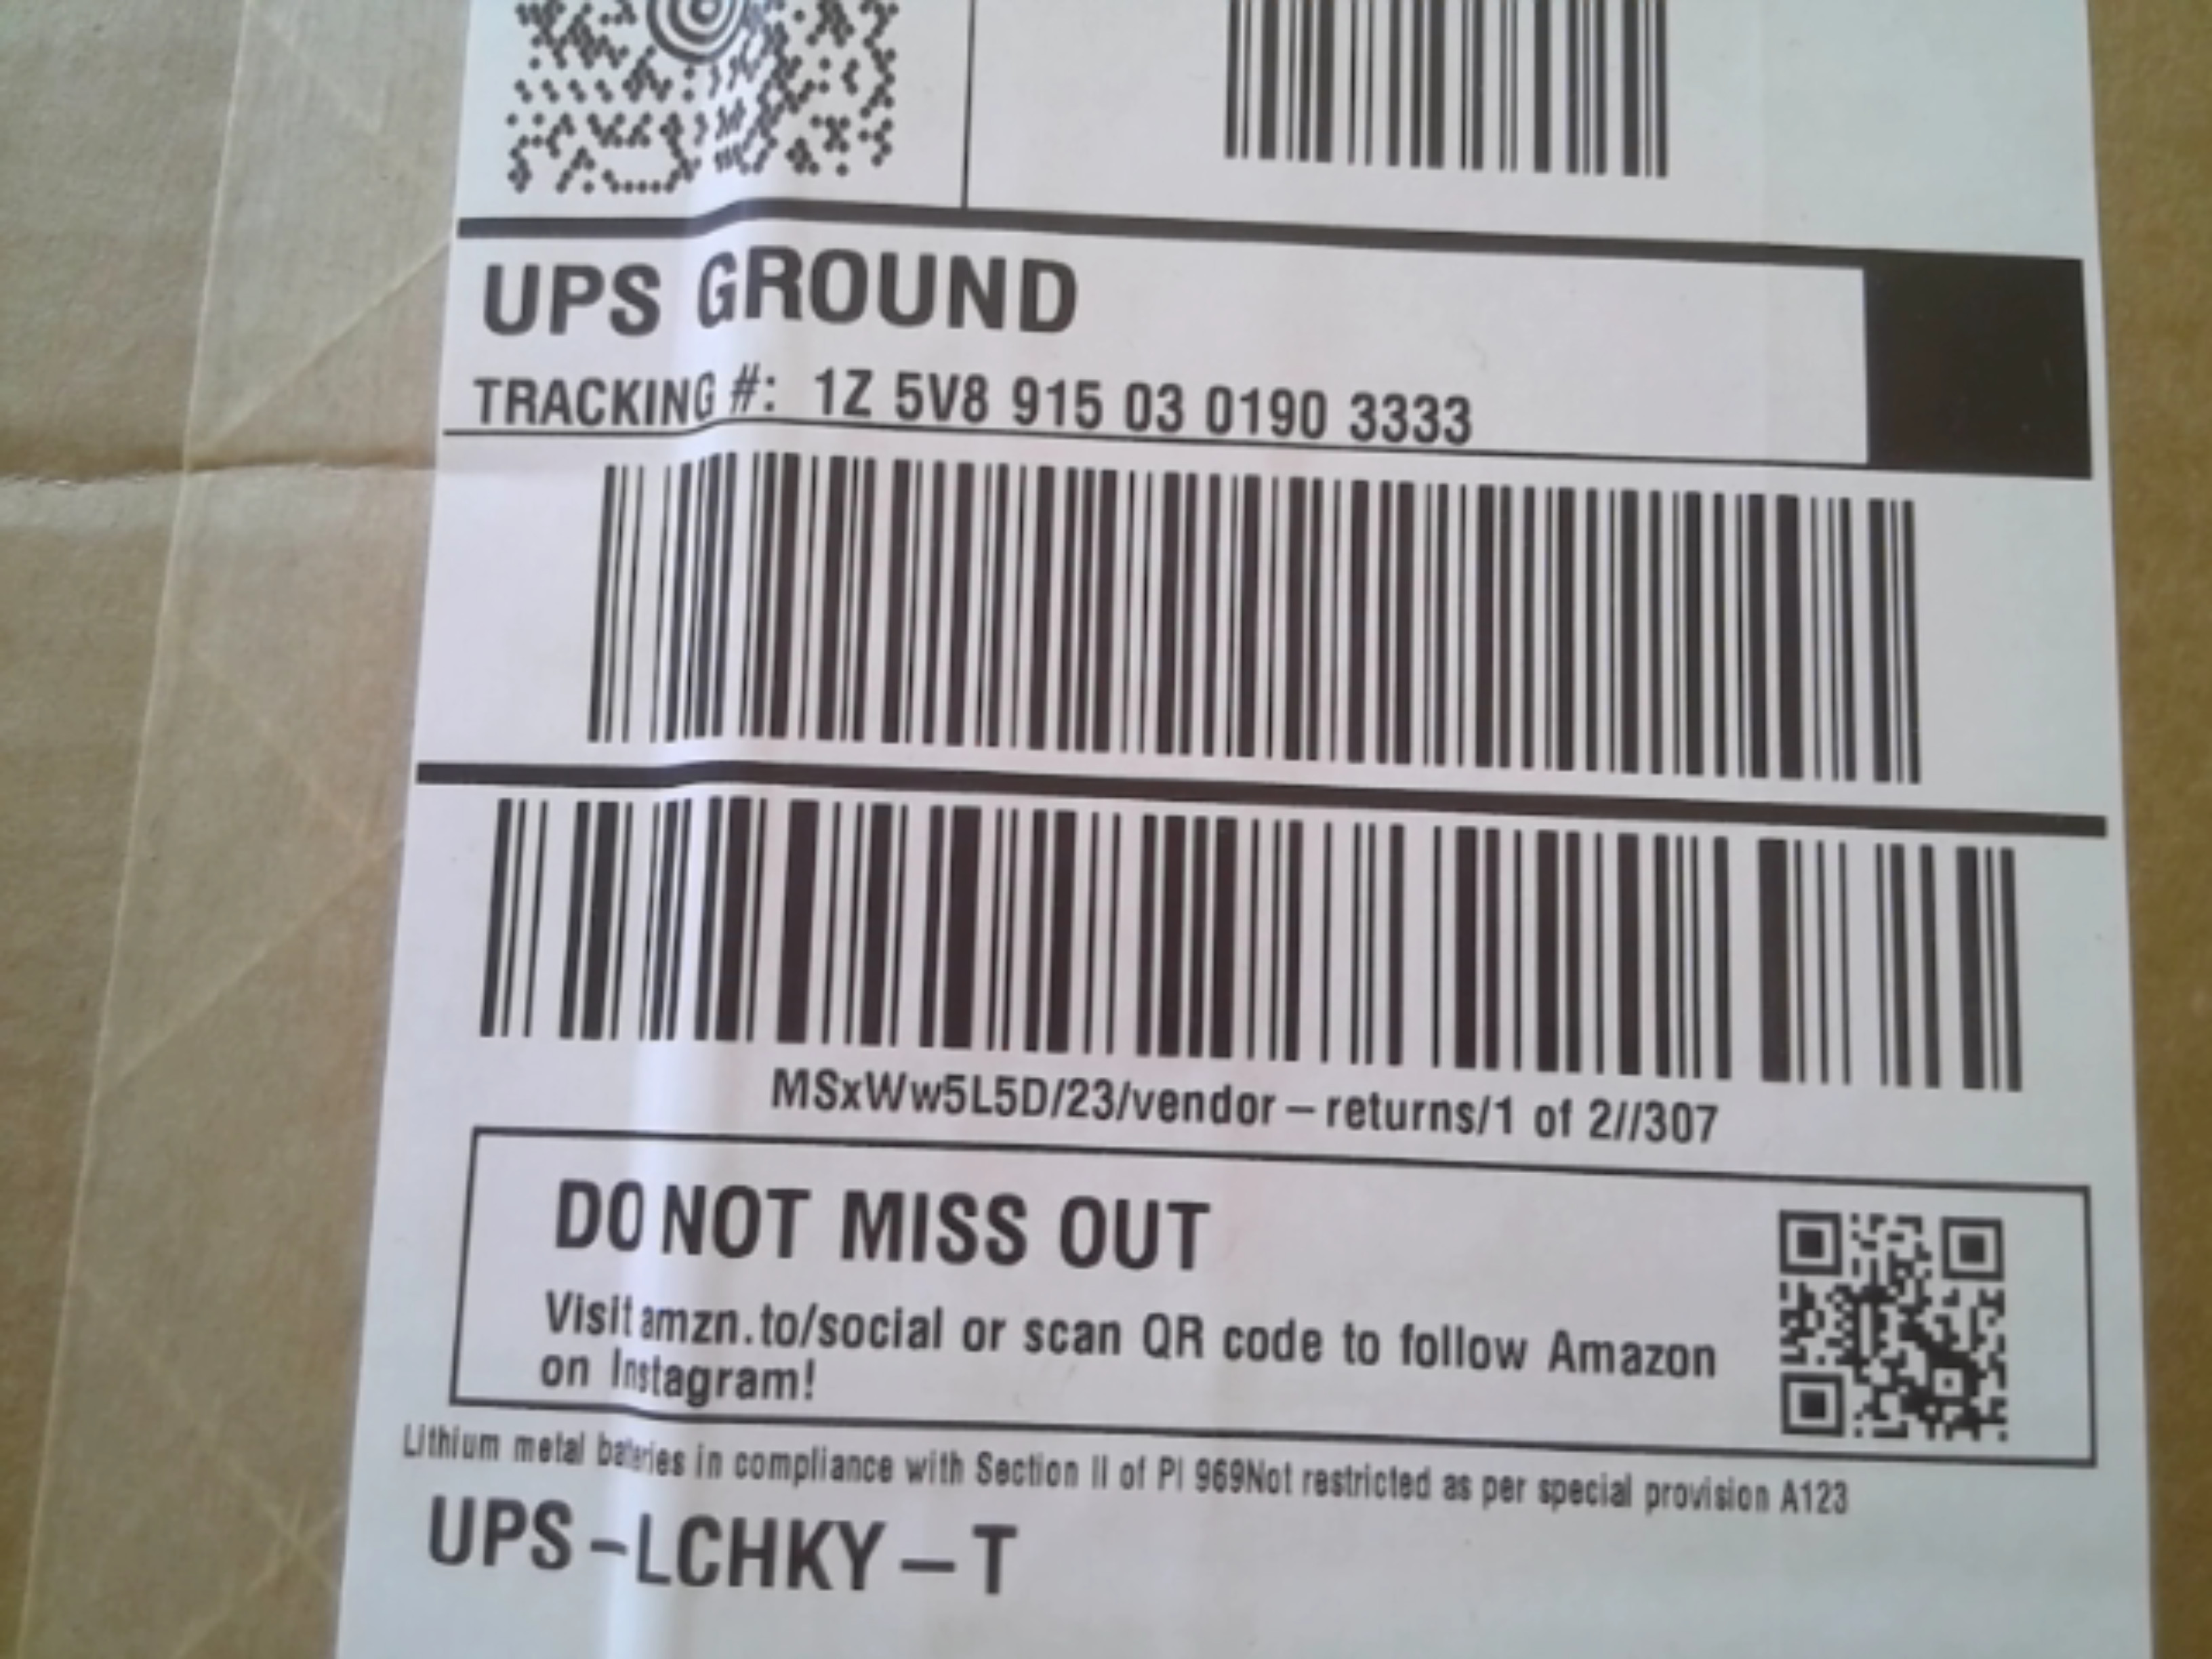 UPS GROUND
TRACKING #: 1Z 5V8 915 03 0190 3333
MSxWw5L5D/23/vendor-returns/1 of 2//307
DO NOT MISS OUT
Visit amzn.to/social or scan QR code to follow Amazon
on Instagram!
Lithium metal batteries in compliance with Section II of PI 969Not restricted as per special provision A123
UPS-LCHKY-T